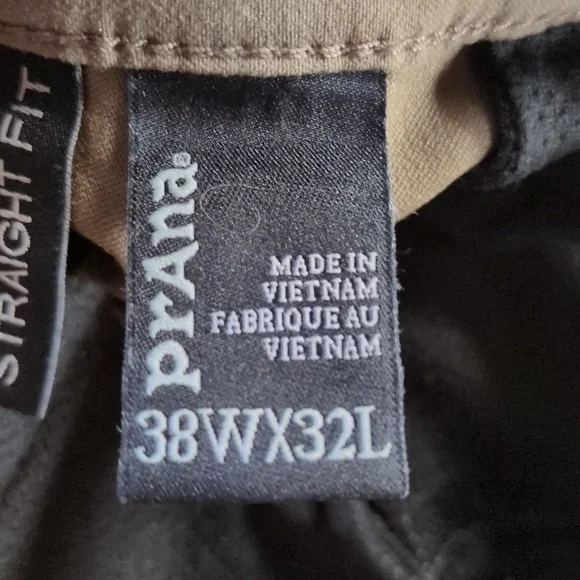 STRAIGHT FIT
prAna®
MADE IN
VIETNAM
FABRIQUE AU
VIETNAM
38WX32L